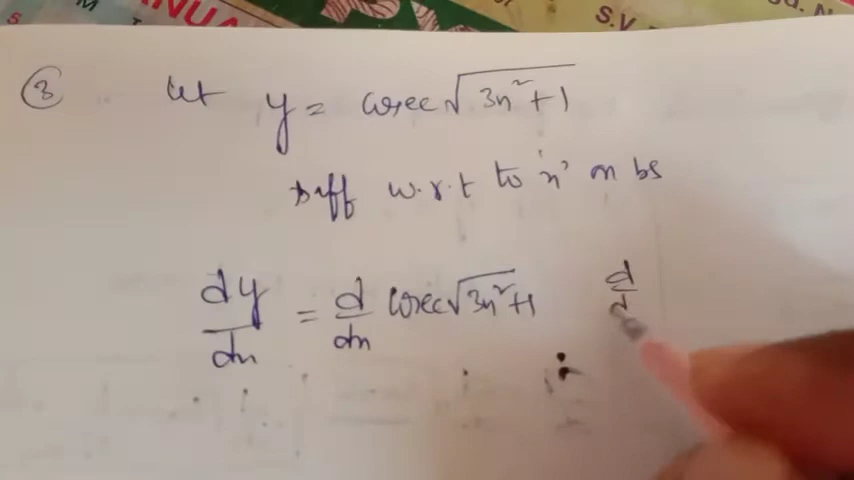 S.V
③ Let y = cosec√(3x²+1)
Diff w.r.t to 'x' on bs
dy/dx = d/dx cosec√(3x²+1) d/d